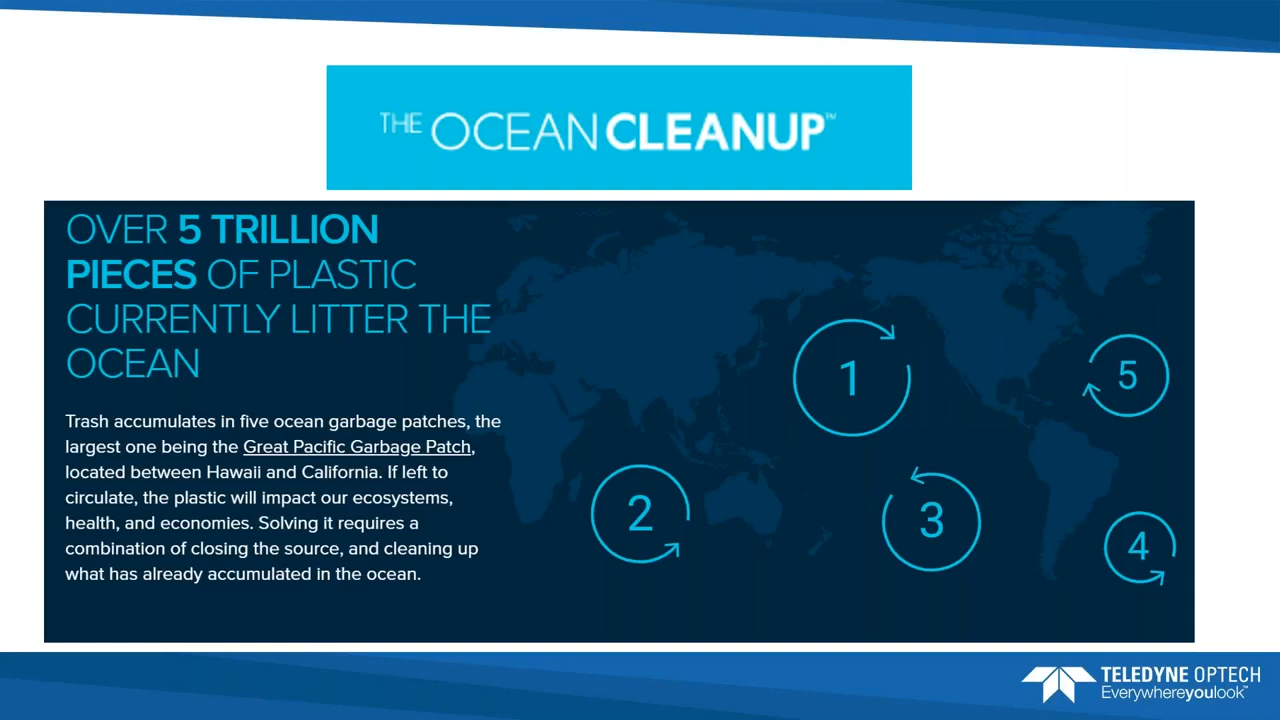 THE OCEANCLEANUP™
OVER 5 TRILLION
PIECES OF PLASTIC
CURRENTLY LITTER THE
OCEAN
Trash accumulates in five ocean garbage patches, the
largest one being the Great Pacific Garbage Patch,
located between Hawaii and California. If left to
circulate, the plastic will impact our ecosystems,
health, and economies. Solving it requires a
combination of closing the source, and cleaning up
what has already accumulated in the ocean.
1
5
2
3
4
TELEDYNE OPTECH
Everywhereyoulook™